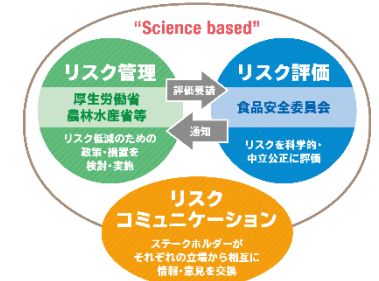 “Science based”
リスク管理
厚生労働省
農林水産省等
リスク低減のための
政策・措置を
検討・実施
評価要請
通知
リスク評価
食品安全委員会
リスクを科学的・
中立公正に評価
リスク
コミュニケーション
ステークホルダーが
それぞれの立場から相互に
情報・意見を交換